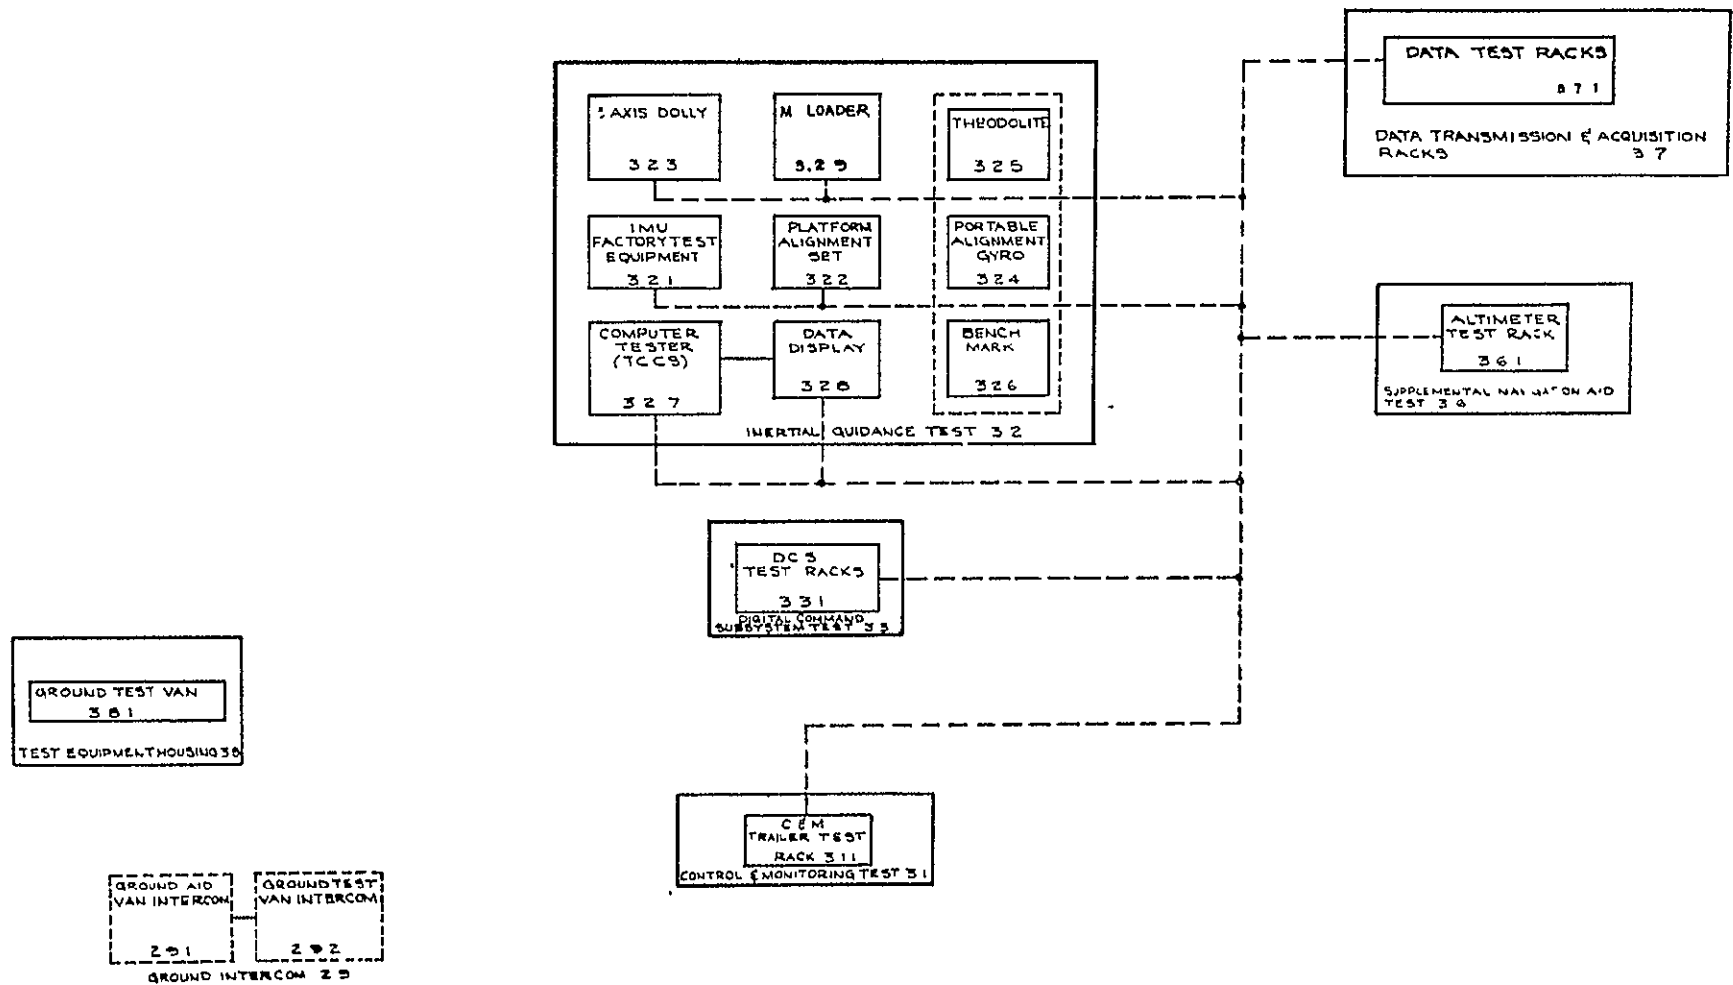 DATA TEST RACKS
371
DATA TRANSMISSION & ACQUISITION
RACKS 37
AXIS DOLLY
323
M LOADER
3.29
THEODOLITE
325
IMU
FACTORY TEST
EQUIPMENT
321
PLATFORM
ALIGNMENT
SET
322
PORTABLE
ALIGNMENT
GYRO
324
COMPUTER
TESTER
(TCCS)
327
DATA
DISPLAY
328
BENCH
MARK
326
INERTIAL GUIDANCE TEST 32
ALTIMETER
TEST RACK
361
SUPPLEMENTAL AID
TEST 36
DCS
TEST RACKS
331
DIGITAL COMMAND
SUBSYSTEM TEST 33
GROUND TEST VAN
381
TEST EQUIPMENT HOUSING 38
C & M
TRAILER TEST
RACK 311
CONTROL & MONITORING TEST 31
GROUND AID
VAN INTERCOM
291
GROUND TEST
VAN INTERCOM
292
GROUND INTERCOM 29